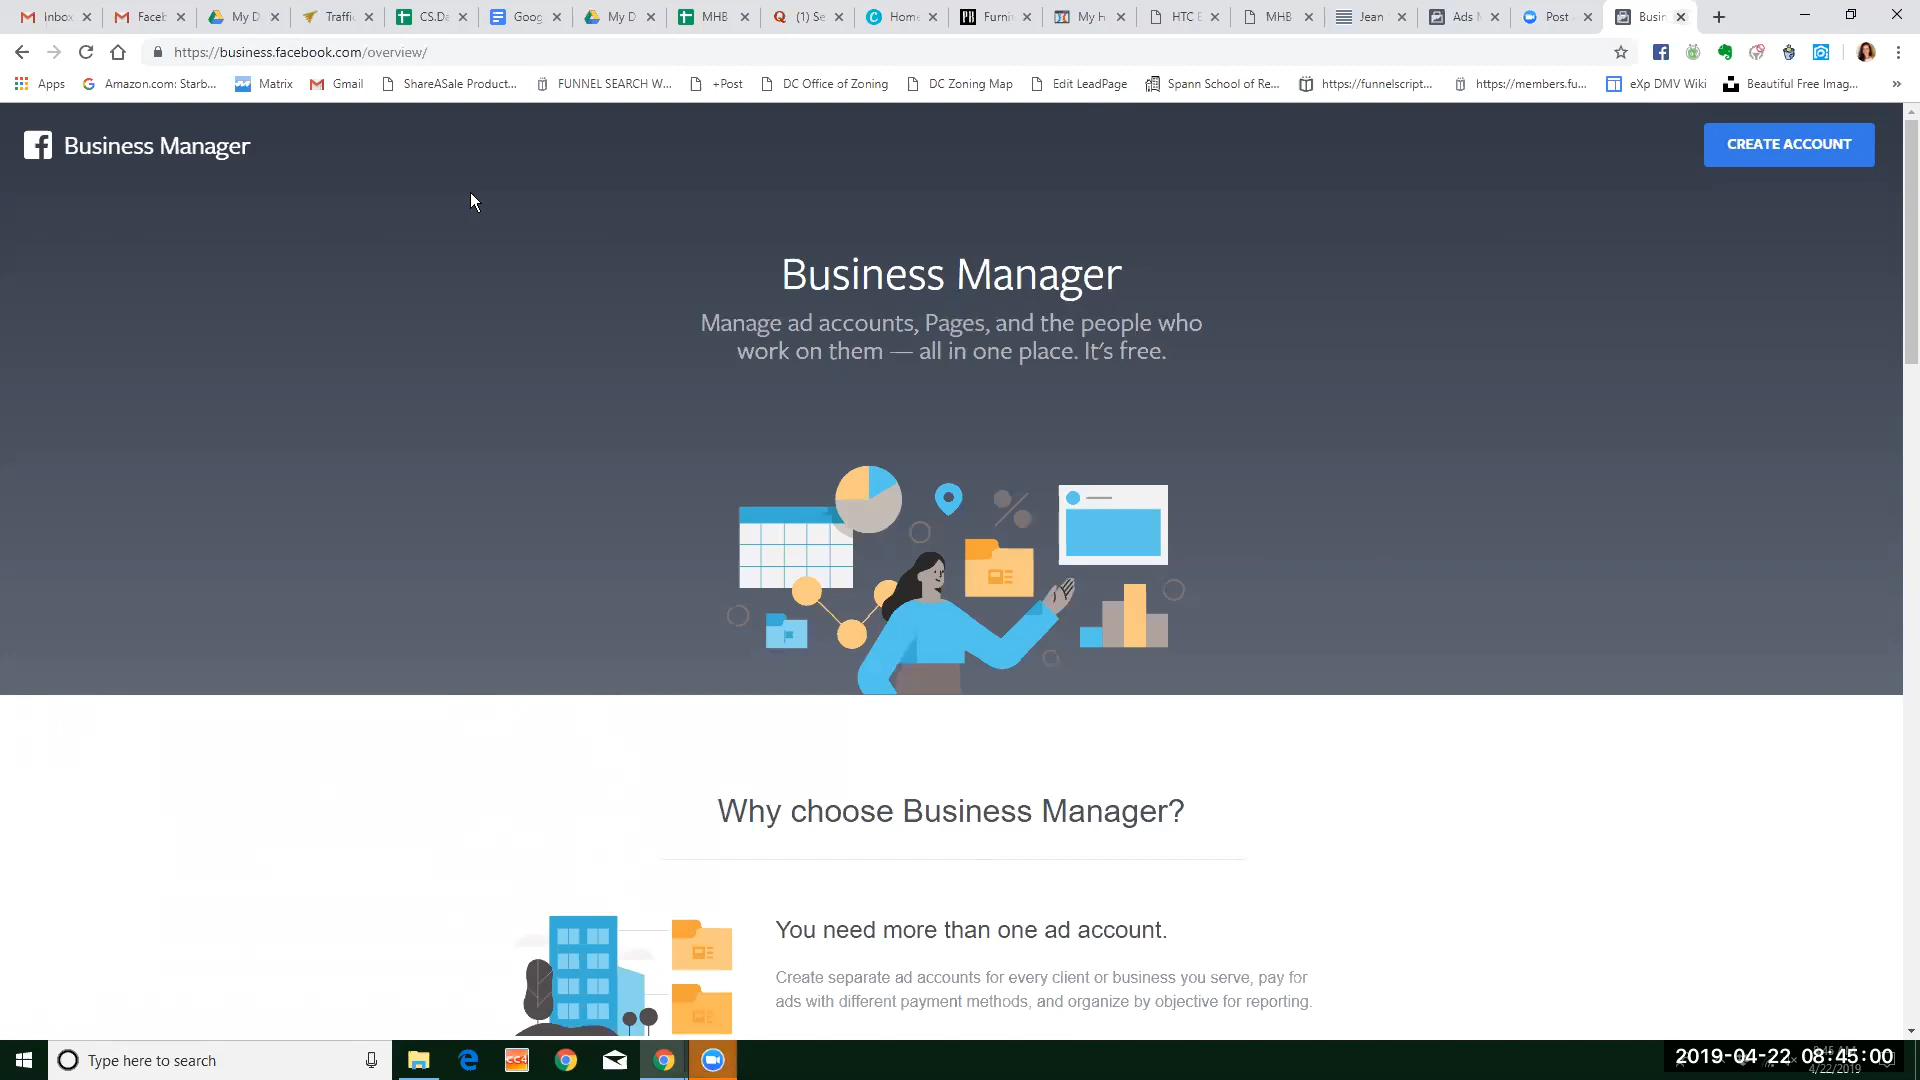 Inbox Faceb My D Traffi CS.Da Goog My D MHB (1) Se Home Furni My H HTC E MHB Jean Ads M Post Busin
https://business.facebook.com/overview/
Apps Amazon.com: Starb... Matrix Gmail ShareASale Product... FUNNEL SEARCH W... +Post DC Office of Zoning DC Zoning Map Edit LeadPage Spann School of Re... https://funnelscript... https://members.fu... eXp DMV Wiki Beautiful Free Imag... »
Business Manager
CREATE ACCOUNT
Business Manager
Manage ad accounts, Pages, and the people who
work on them — all in one place. It's free.
Why choose Business Manager?
You need more than one ad account.
Create separate ad accounts for every client or business you serve, pay for
ads with different payment methods, and organize by objective for reporting.
Type here to search
2019-04-22 08:45:00
4/22/2019